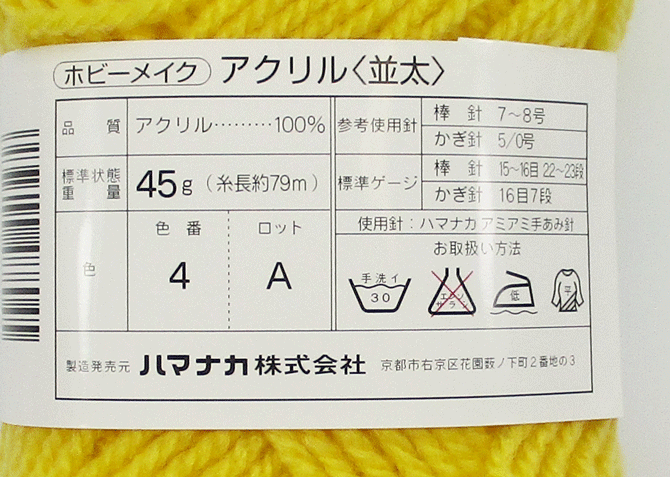 ホビーメイク アクリル〈並太〉
品質 アクリル………100%
標準状態重量 45g（糸長約79m）
色 色番 ロット
4 A
参考使用針 棒針 7〜8号
かぎ針 5/0号
標準ゲージ 棒針 15〜16目 22〜23段
かぎ針 16目7段
使用針：ハマナカ アミアミ手あみ針
お取扱い方法
手洗イ 30
エンソサラシ
低
平
製造発売元 ハマナカ株式会社 京都市右京区花園薮ノ下町2番地の3